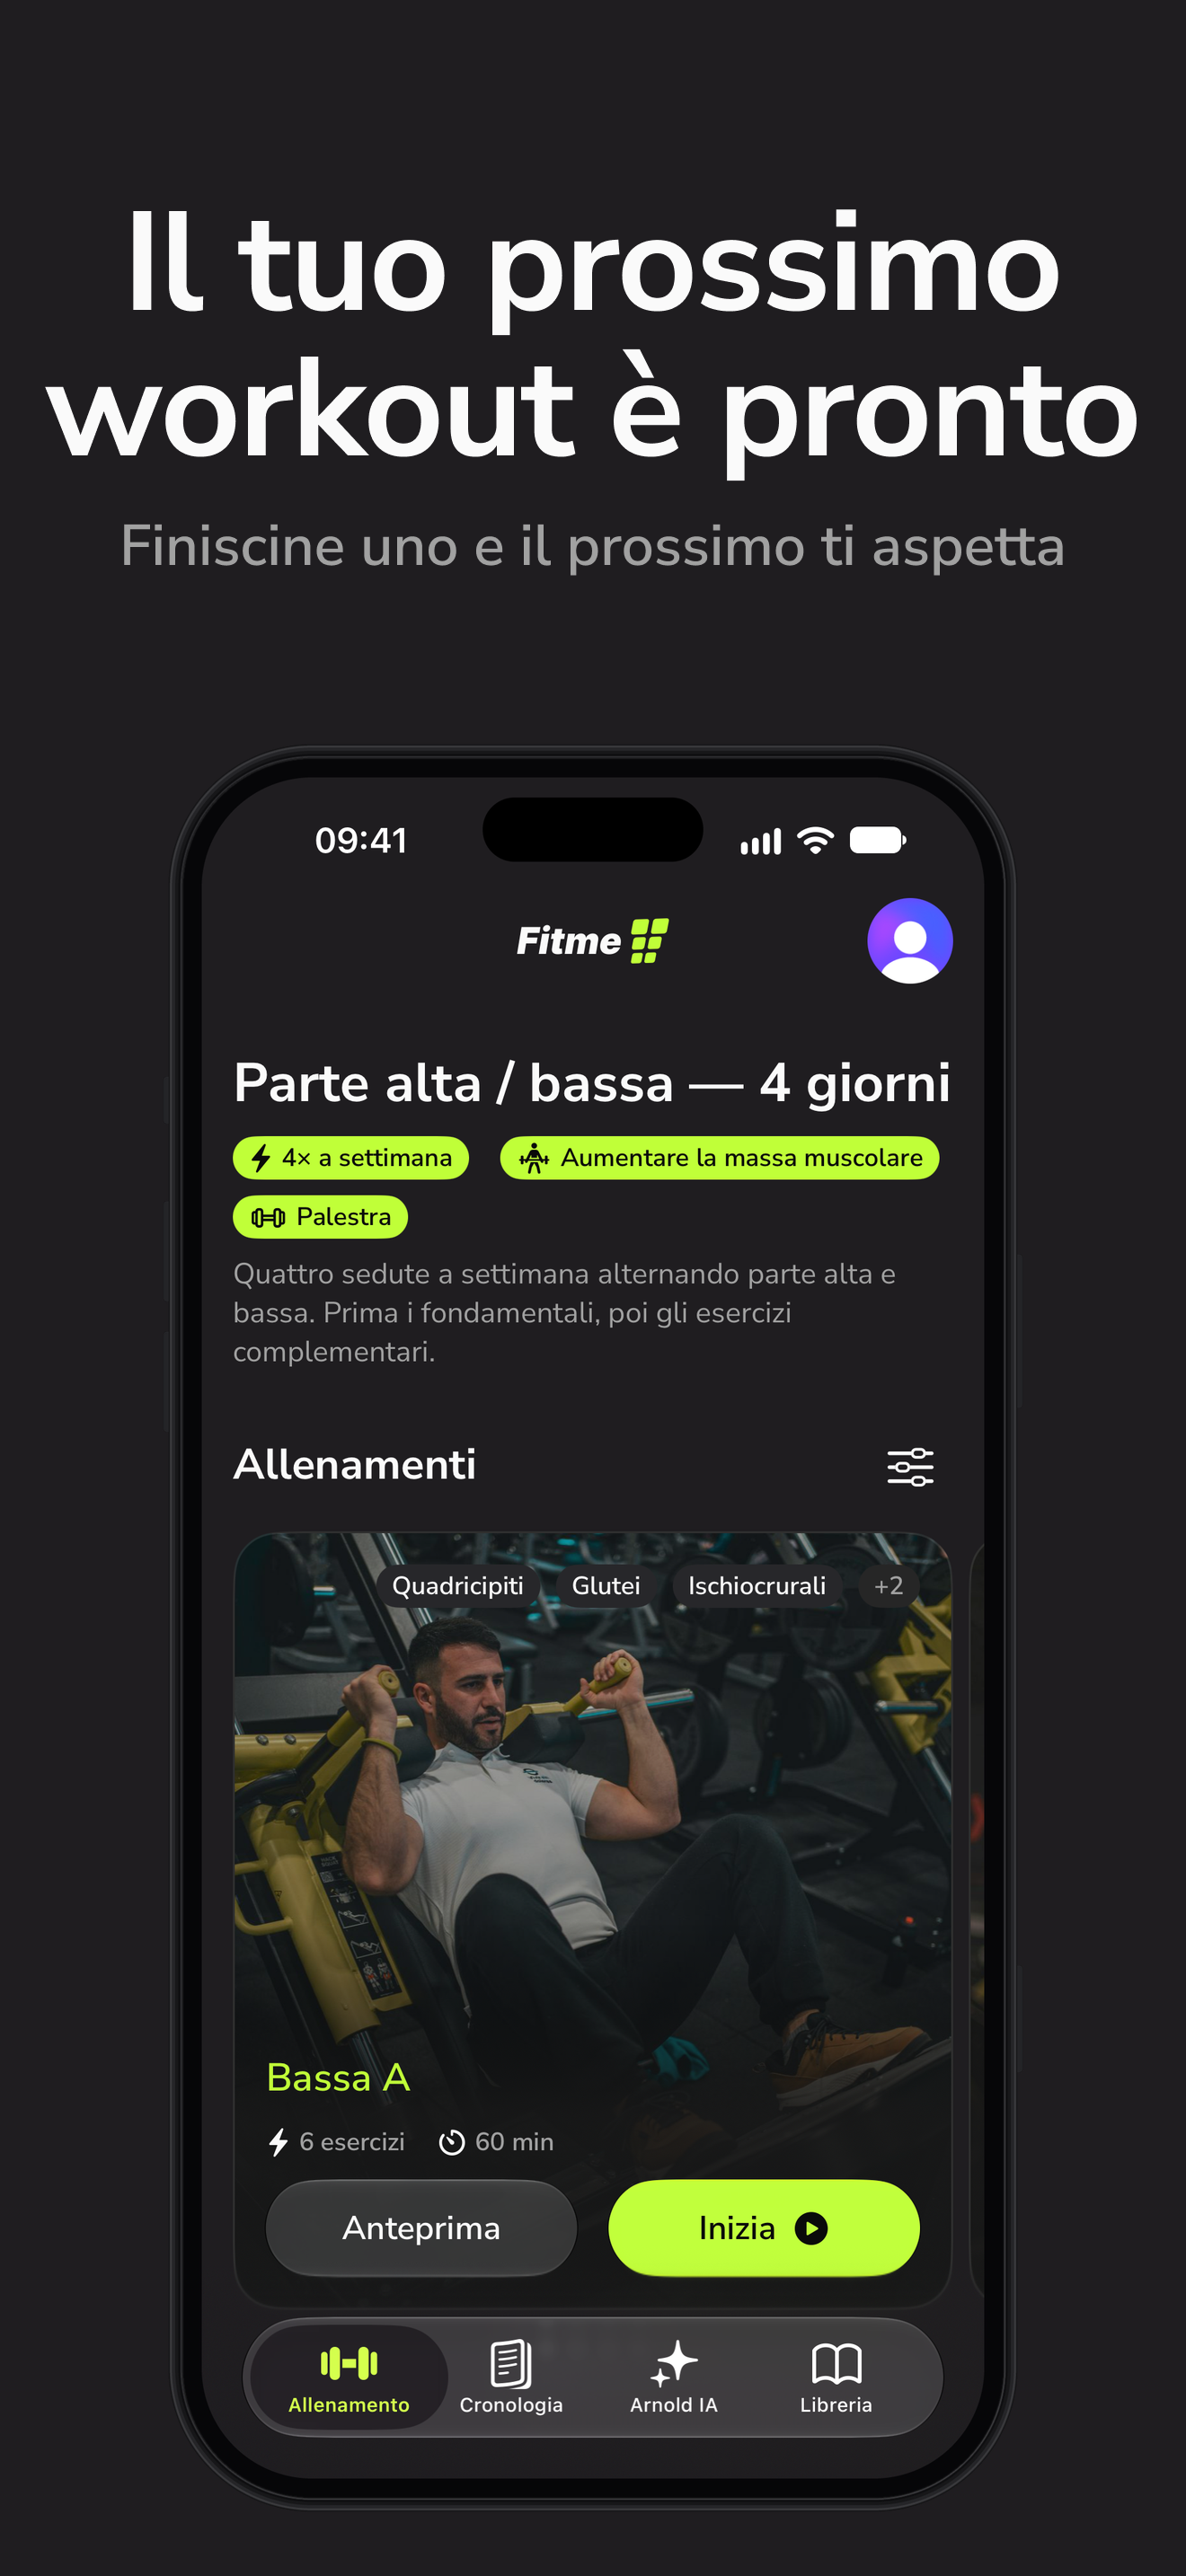 Il tuo prossimo
workout è pronto
Finiscine uno e il prossimo ti aspetta
09:41
Fitme
Parte alta / bassa — 4 giorni
4× a settimana
Aumentare la massa muscolare
Palestra
Quattro sedute a settimana alternando parte alta e
bassa. Prima i fondamentali, poi gli esercizi
complementari.
Allenamenti
Quadricipiti
Glutei
Ischiocrurali
+2
Bassa A
6 esercizi
60 min
Anteprima
Inizia
Allenamento
Cronologia
Arnold IA
Libreria